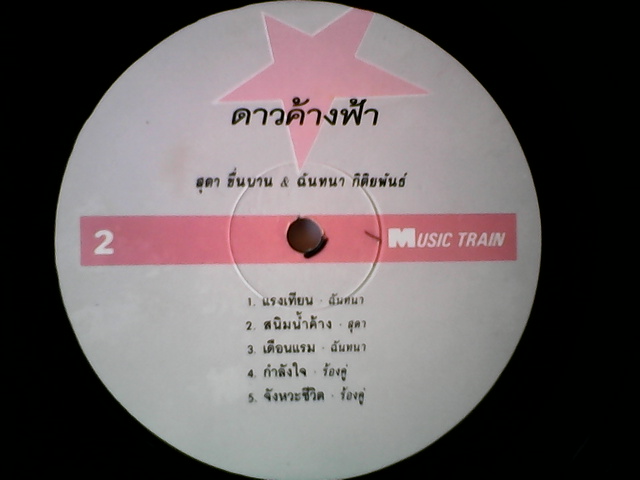 ดาวค้างฟ้า
สุดา ชื่นบาน & ฉันทนา กิติยพันธ์
2 MUSIC TRAIN
1. แรงเทียน - ฉันทนา
2. สนิมน้ำค้าง - สุดา
3. เดือนแรม - ฉันทนา
4. กำลังใจ - ร้องคู่
5. จังหวะชีวิต - ร้องคู่